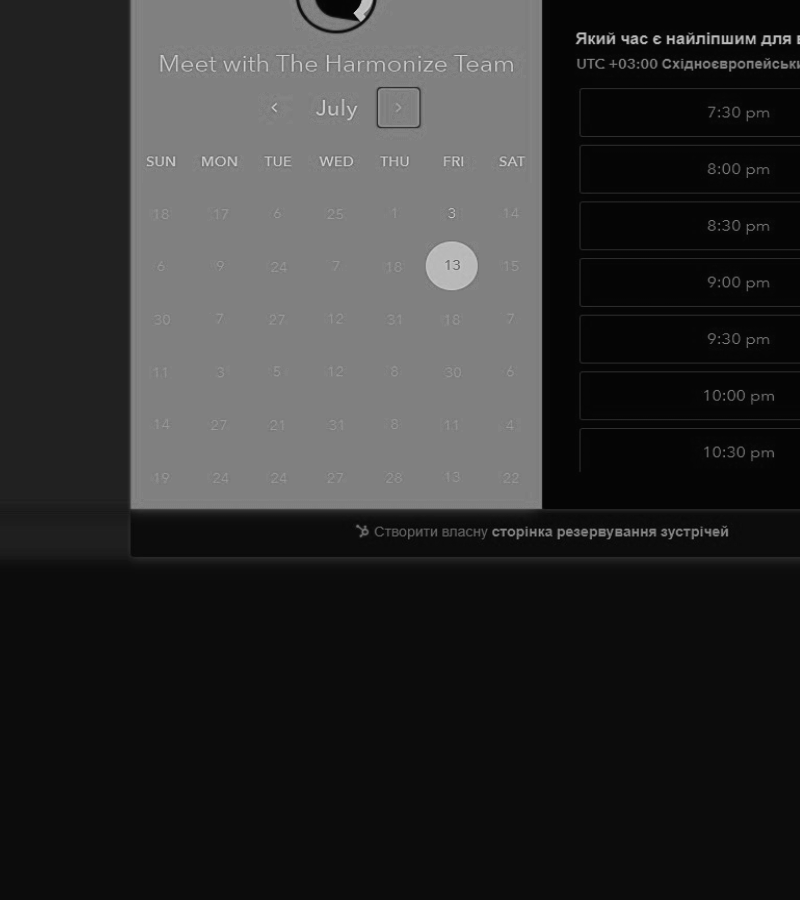 Meet with The Harmonize Team
July
SUN MON TUE WED THU FRI SAT
18 17 6 25 1 3 14
6 9 24 7 18 13 15
30 7 27 12 31 18 7
11 3 5 12 8 30 6
14 27 21 31 8 11 4
19 24 24 27 28 13 22
Який час є найліпшим для
UTC +03:00 Східноєвропейськи
7:30 pm
8:00 pm
8:30 pm
9:00 pm
9:30 pm
10:00 pm
10:30 pm
Створити власну сторінка резервування зустрічей